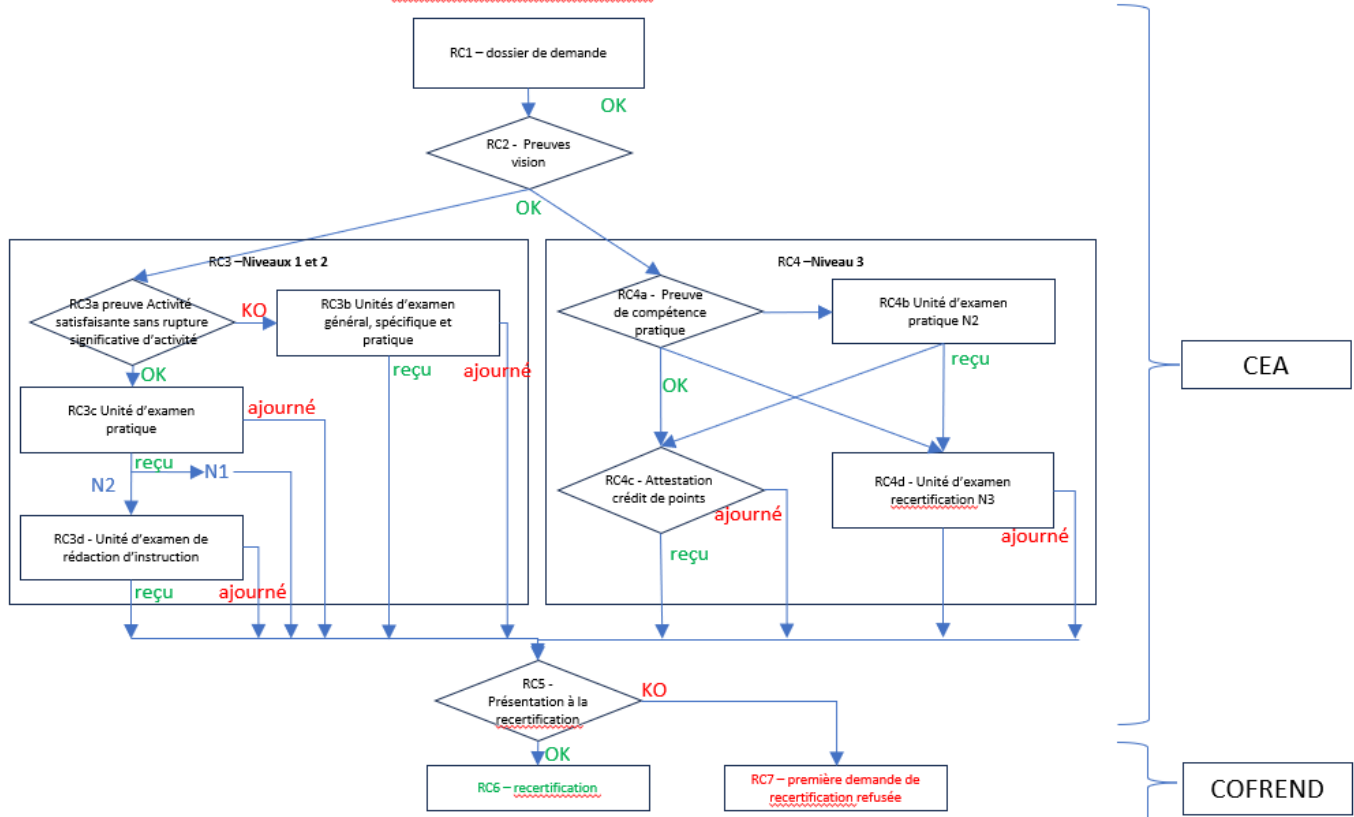 RC1 – dossier de demande
OK
RC2 - Preuves
vision
OK
RC3 –Niveaux 1 et 2
RC3a preuve Activité
satisfaisante sans rupture
significative d'activité
KO
RC3b Unités d'examen
général, spécifique et
pratique
OK
reçu
ajourné
RC3c Unité d'examen
pratique
ajourné
reçu
N2
N1
RC3d - Unité d'examen de
rédaction d'instruction
reçu
ajourné
RC4 –Niveau 3
RC4a - Preuve
de compétence
pratique
RC4b Unité d'examen
pratique N2
OK
reçu
RC4c - Attestation
crédit de points
ajourné
reçu
RC4d - Unité d'examen
recertification N3
ajourné
CEA
RC5 -
Présentation à la
recertification
KO
OK
RC6 – recertification
RC7 – première demande de
recertification refusée
COFREND